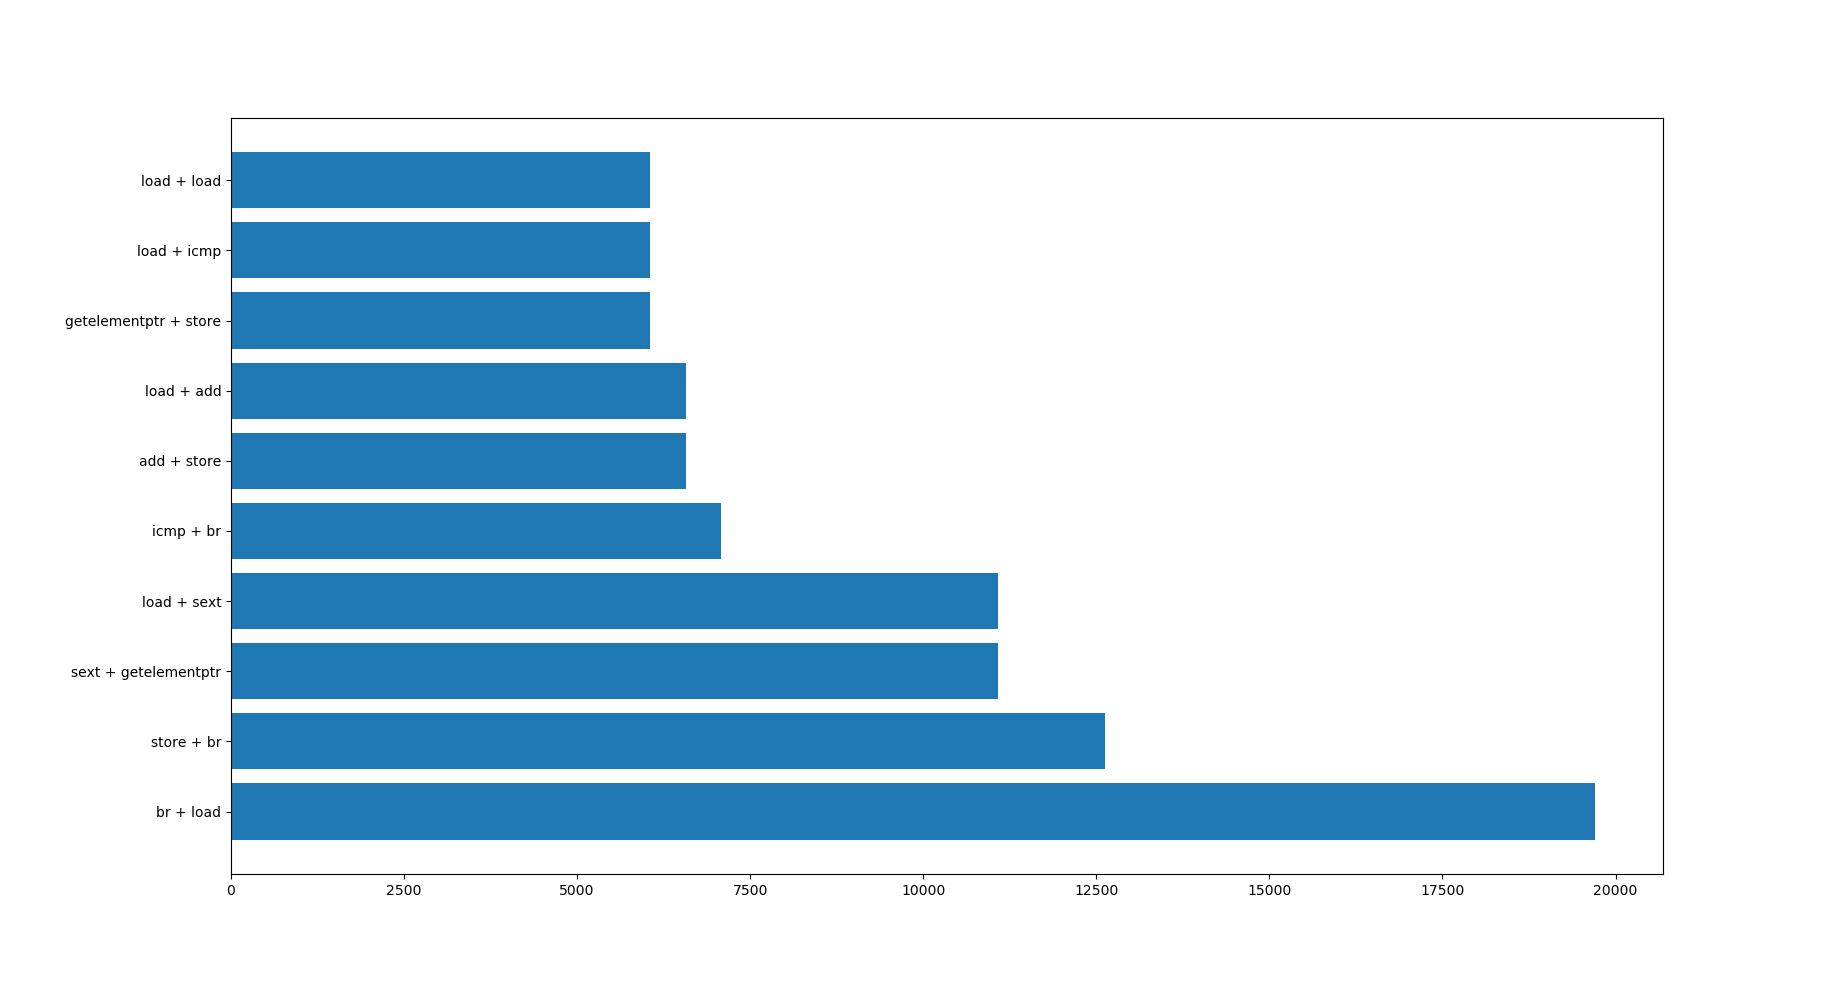 load + load
load + icmp
getelementptr + store
load + add
add + store
icmp + br
load + sext
sext + getelementptr
store + br
br + load
0 2500 5000 7500 10000 12500 15000 17500 20000